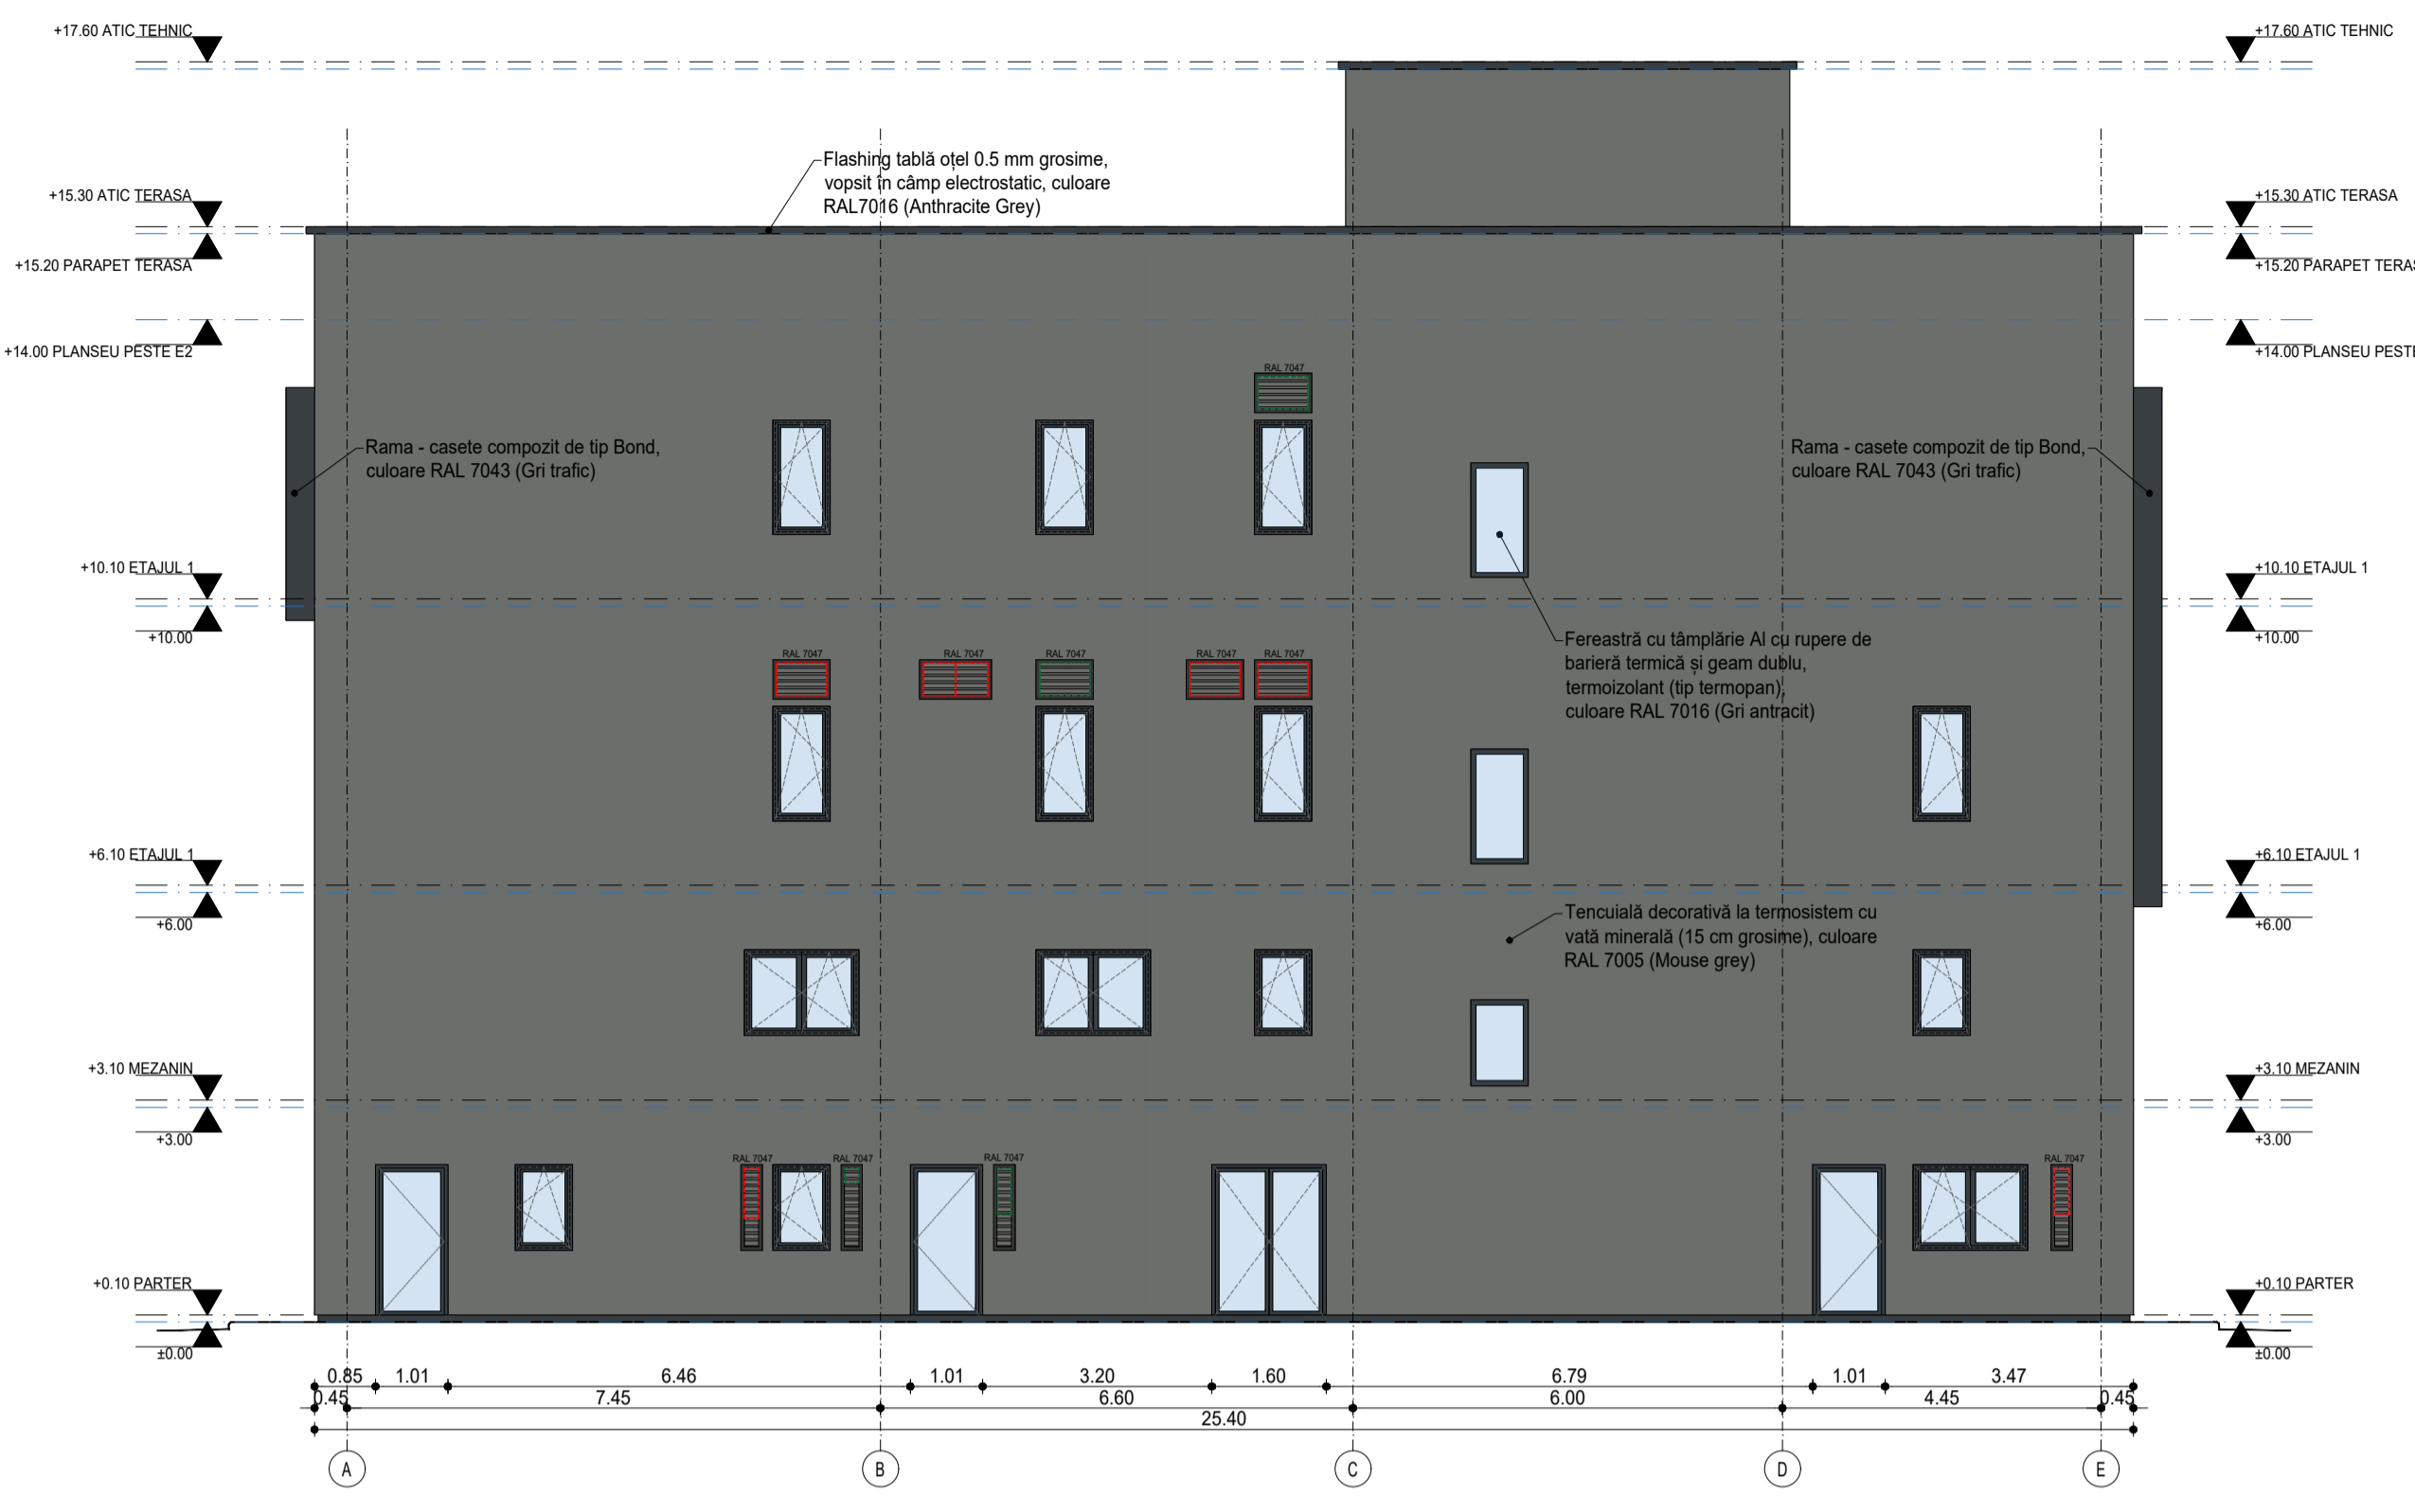 +17.60 ATIC TEHNIC
+17.60 ATIC TEHNIC
Flashing tablă oțel 0.5 mm grosime,
vopsit în câmp electrostatic, culoare
RAL7016 (Anthracite Grey)
+15.30 ATIC TERASA
+15.30 ATIC TERASA
+15.20 PARAPET TERASA
+15.20 PARAPET TERAS
+14.00 PLANSEU PESTE E2
+14.00 PLANSEU PESTE
RAL 7047
Rama - casete compozit de tip Bond,
culoare RAL 7043 (Gri trafic)
Rama - casete compozit de tip Bond,
culoare RAL 7043 (Gri trafic)
+10.10 ETAJUL 1
+10.10 ETAJUL 1
+10.00
+10.00
Fereastră cu tâmplărie Al cu rupere de
barieră termică și geam dublu,
termoizolant (tip termopan),
culoare RAL 7016 (Gri antracit)
RAL 7047
RAL 7047
RAL 7047
RAL 7047
RAL 7047
+6.10 ETAJUL 1
+6.10 ETAJUL 1
+6.00
+6.00
Tencuială decorativă la termosistem cu
vată minerală (15 cm grosime), culoare
RAL 7005 (Mouse grey)
+3.10 MEZANIN
+3.10 MEZANIN
+3.00
+3.00
RAL 7047
RAL 7047
RAL 7047
RAL 7047
+0.10 PARTER
+0.10 PARTER
±0.00
±0.00
0.85 1.01 6.46 1.01 3.20 1.60 6.79 1.01 3.47
0.45 7.45 6.60 6.00 4.45 0.45
25.40
A B C D E